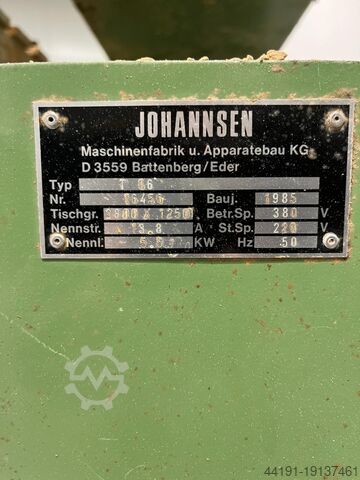 JOHANNSEN
Maschinenfabrik u. Apparatebau KG
D 3559 Battenberg/Eder
Typ
Nr. Bauj. 1985
Tischgr. 1250 Betr.Sp. 380 V
Nennstr. A St.Sp. 220 V
Nennl. KW Hz 50
44191-19137461